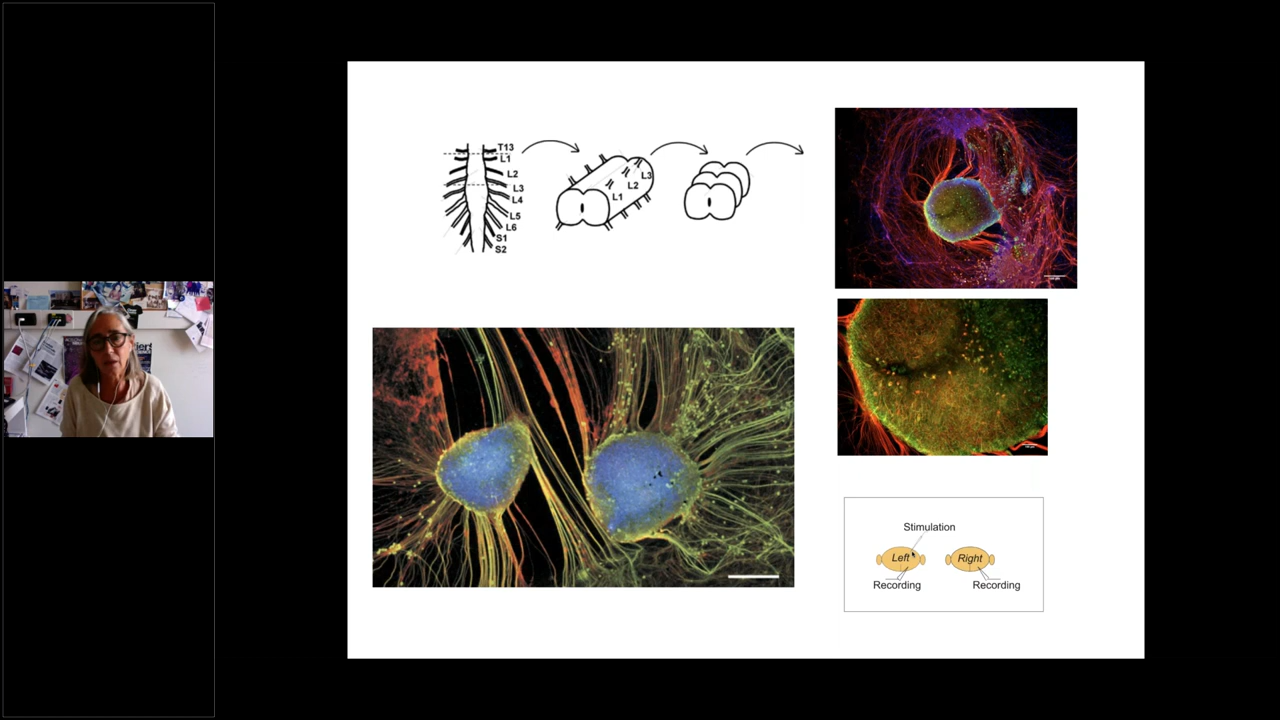 T13
L1
L2
L3
L4
L5
L6
S1
S2
L3
L2
L1
Stimulation
Left
Right
Recording
Recording